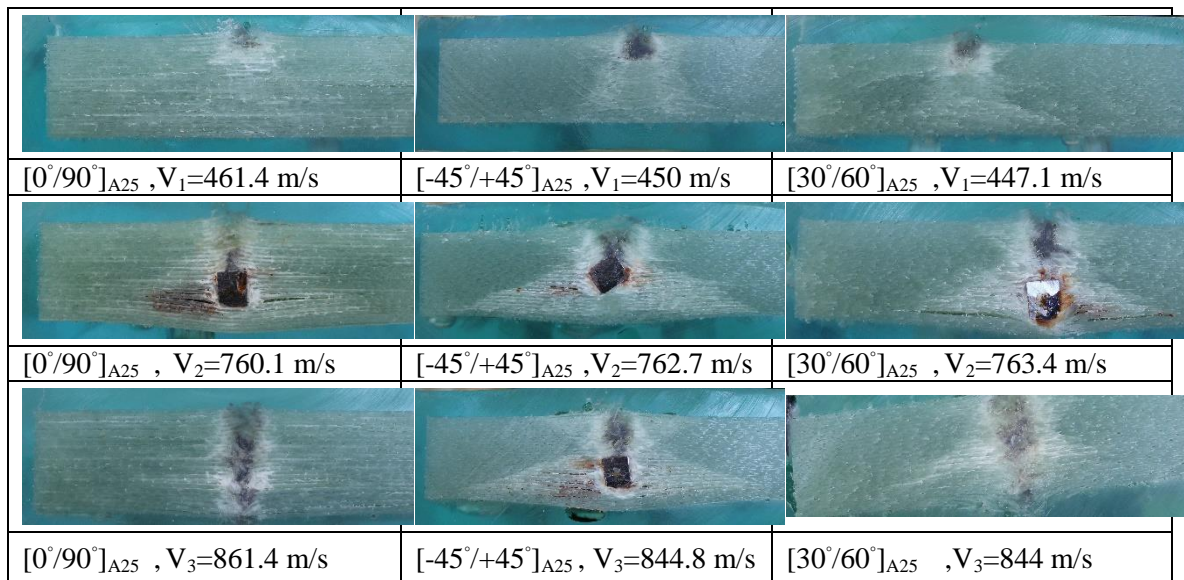 [0°/90°]A25 ,V1=461.4 m/s
[-45°/+45°]A25 ,V1=450 m/s
[30°/60°]A25 ,V1=447.1 m/s
[0°/90°]A25 , V2=760.1 m/s
[-45°/+45°]A25 ,V2=762.7 m/s
[30°/60°]A25 ,V2=763.4 m/s
[0°/90°]A25 , V3=861.4 m/s
[-45°/+45°]A25 , V3=844.8 m/s
[30°/60°]A25 ,V3=844 m/s